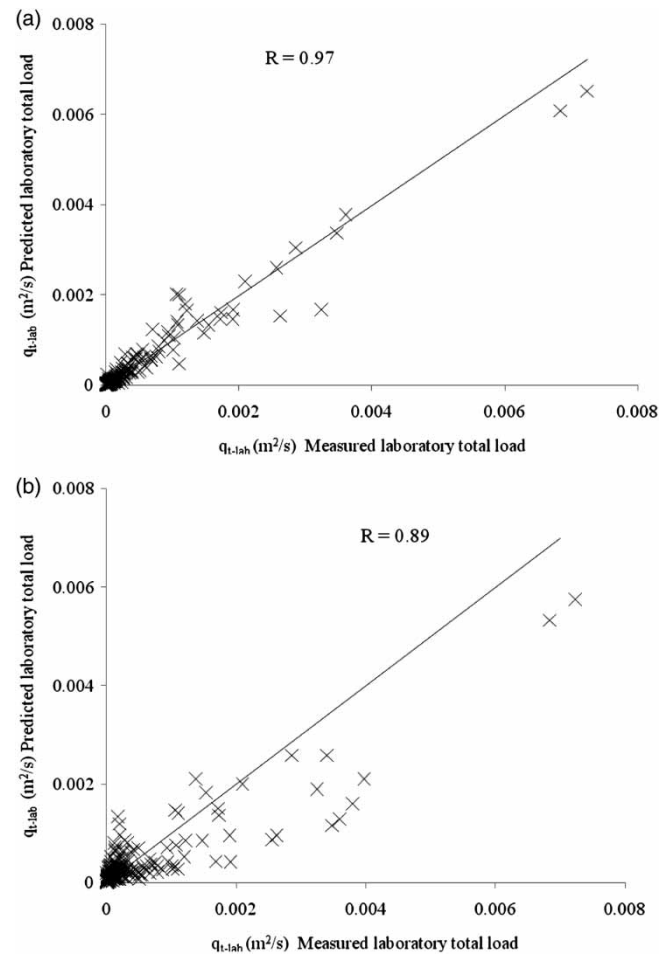 (a)
0.008
R = 0.97
0.006
0.004
0.002
0
0 0.002 0.004 0.006 0.008
qt-lab (m²/s) Predicted laboratory total load
qt-lab (m²/s) Measured laboratory total load
(b)
0.008
R = 0.89
0.006
0.004
0.002
0
0 0.002 0.004 0.006 0.008
qt-lab (m²/s) Predicted laboratory total load
qt-lab (m²/s) Measured laboratory total load